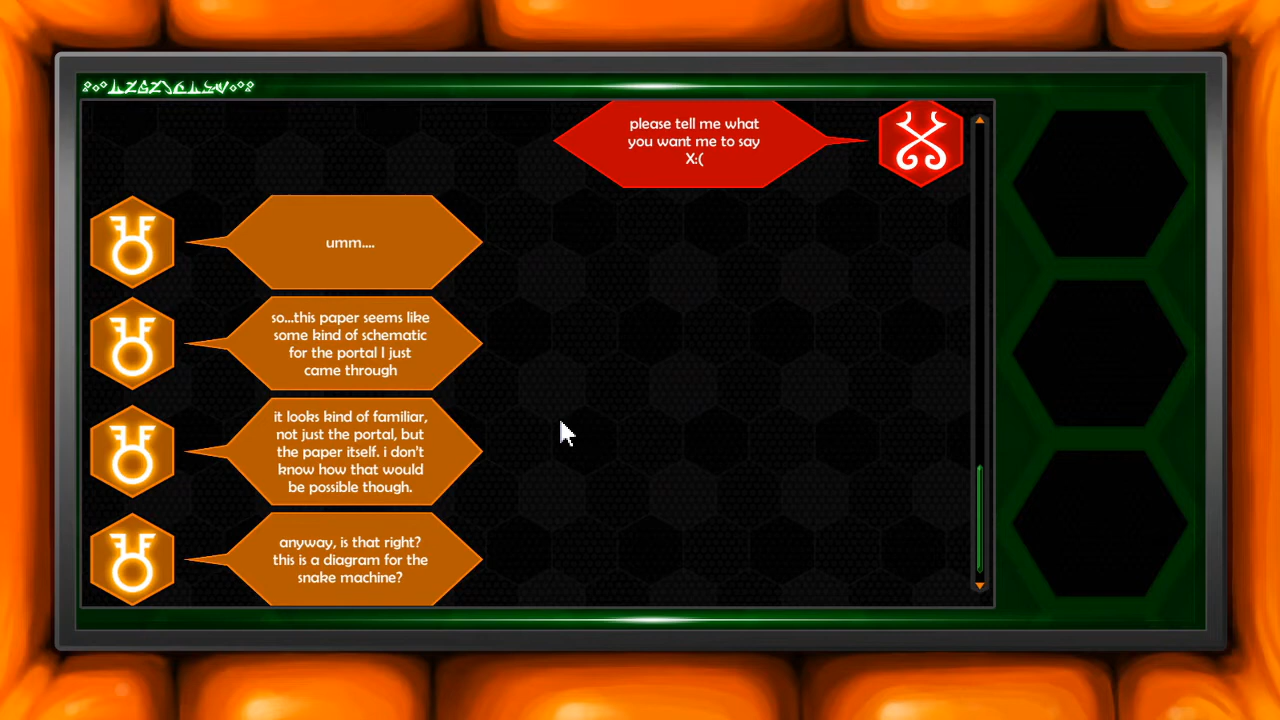 please tell me what
you want me to say
X:(
umm....
so...this paper seems like
some kind of schematic
for the portal I just
came through
it looks kind of familiar,
not just the portal, but
the paper itself. i don't
know how that would
be possible though.
anyway, is that right?
this is a diagram for the
snake machine?